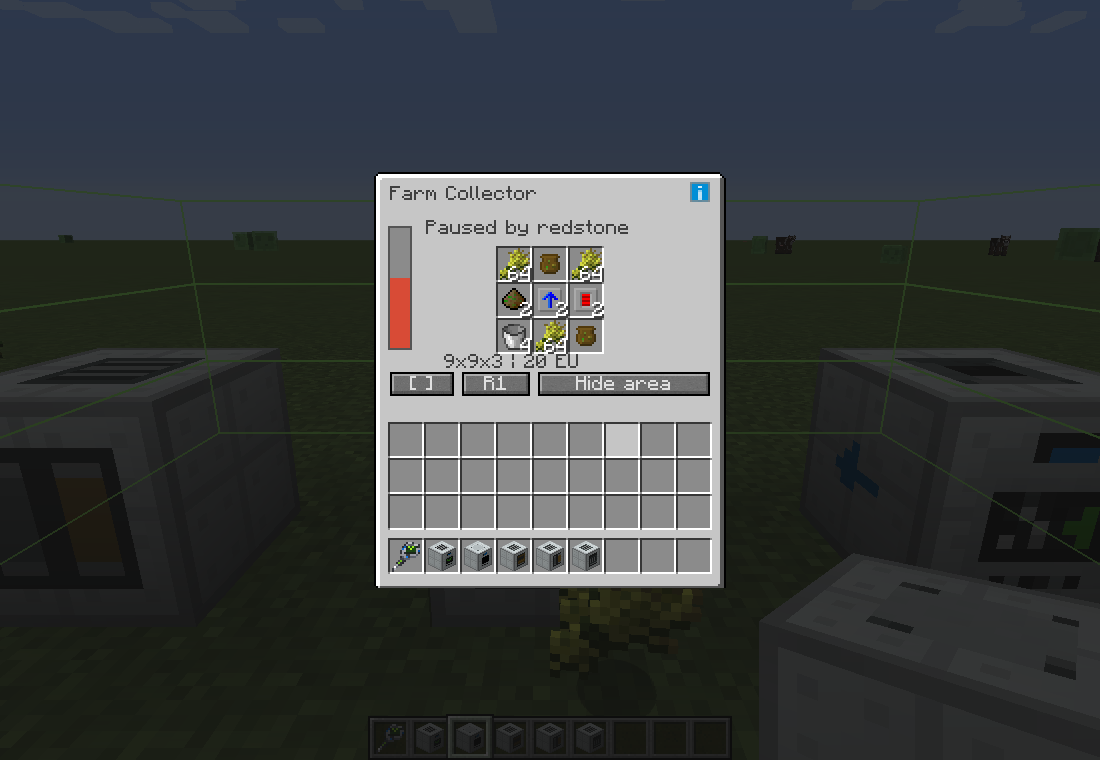 Farm Collector
i
Paused by redstone
64 64
2 2 2
4 64
9x9x3 | 20 EU
[ ] R1 Hide area